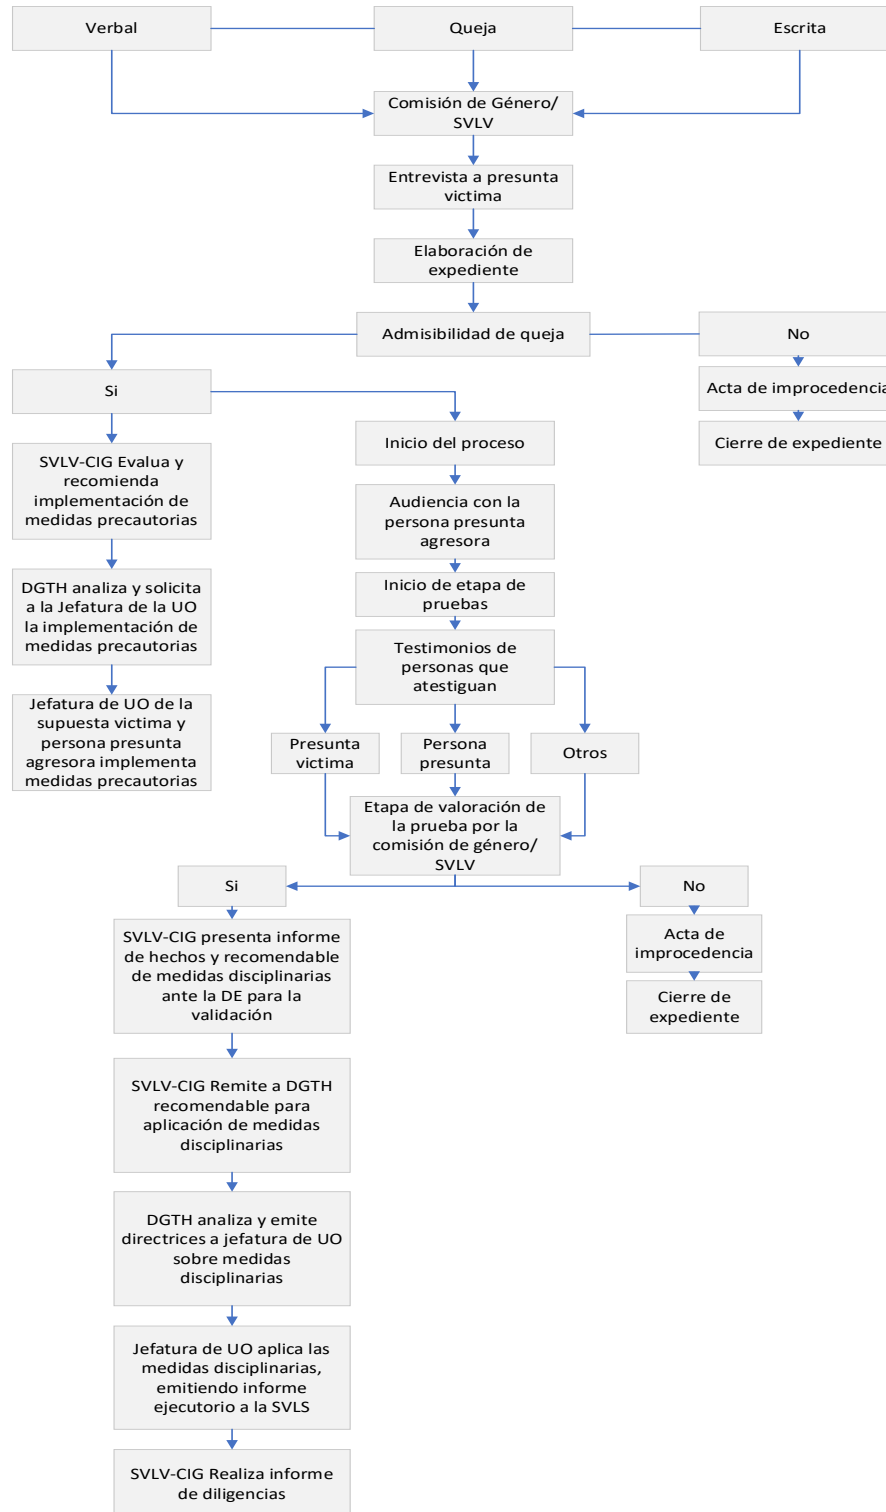 Verbal
Queja
Escrita
Comisión de Género/
SVLV
Entrevista a presunta
victima
Elaboración de
expediente
Admisibilidad de queja
No
Si
Acta de improcedencia
Cierre de expediente
Inicio del proceso
SVLV-CIG Evalua y
recomienda
implementación de
medidas precautorias
Audiencia con la
persona presunta
agresora
DGTH analiza y solicita
a la Jefatura de la UO
la implementación de
medidas precautorias
Inicio de etapa de
pruebas
Testimonios de
personas que
atestiguan
Jefatura de UO de la
supuesta victima y
persona presunta
agresora implementa
medidas precautorias
Presunta
victima
Persona
presunta
Otros
Etapa de valoración de
la prueba por la
comisión de género/
SVLV
Si
No
SVLV-CIG presenta informe
de hechos y recomendable
de medidas disciplinarias
ante la DE para la
validación
Acta de
improcedencia
Cierre de
expediente
SVLV-CIG Remite a DGTH
recomendable para
aplicación de medidas
disciplinarias
DGTH analiza y emite
directrices a jefatura de UO
sobre medidas
disciplinarias
Jefatura de UO aplica las
medidas disciplinarias,
emitiendo informe
ejecutorio a la SVLS
SVLV-CIG Realiza informe
de diligencias